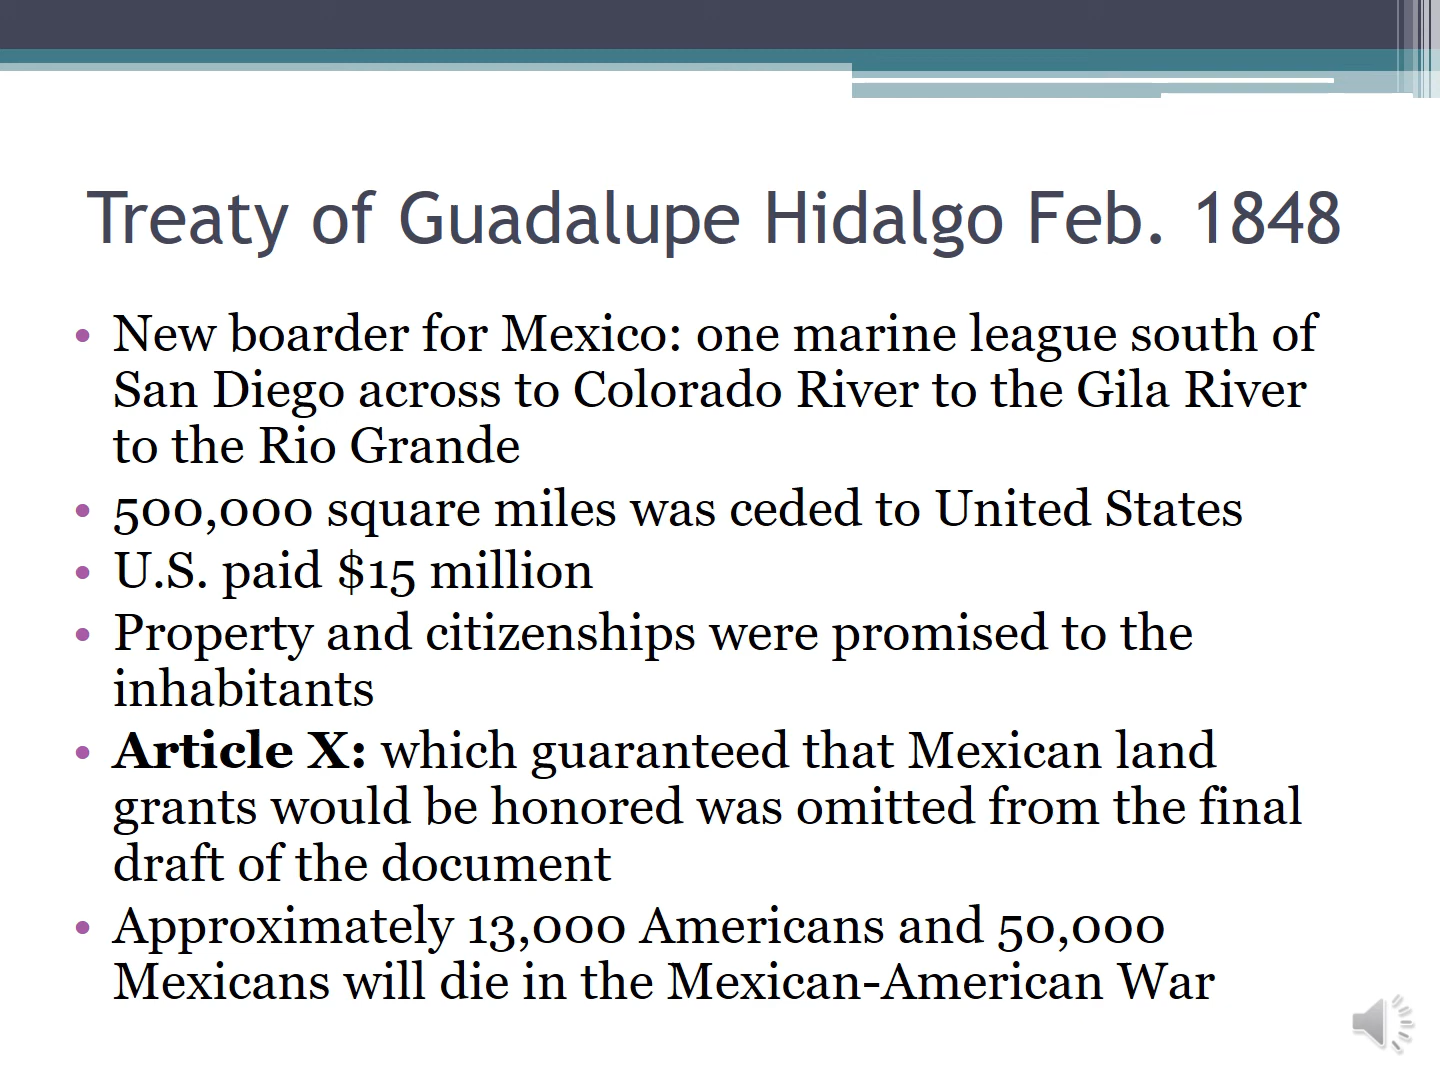 Treaty of Guadalupe Hidalgo Feb. 1848
• New boarder for Mexico: one marine league south of
San Diego across to Colorado River to the Gila River
to the Rio Grande
• 500,000 square miles was ceded to United States
• U.S. paid $15 million
• Property and citizenships were promised to the
inhabitants
• Article X: which guaranteed that Mexican land
grants would be honored was omitted from the final
draft of the document
• Approximately 13,000 Americans and 50,000
Mexicans will die in the Mexican-American War